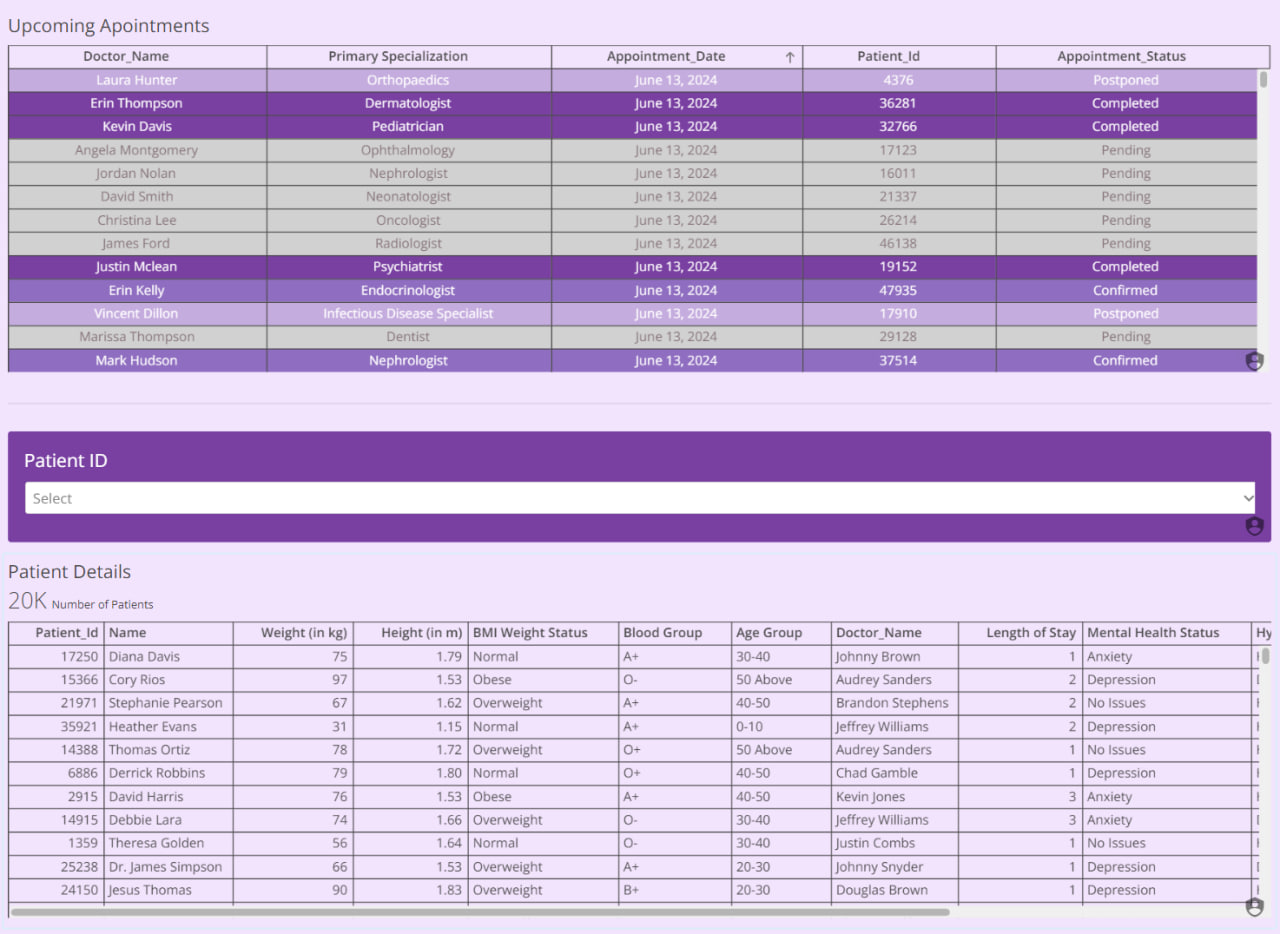 Upcoming Apointments
Doctor_Name Primary Specialization Appointment_Date ↑ Patient_Id Appointment_Status
Laura Hunter Orthopaedics June 13, 2024 4376 Postponed
Erin Thompson Dermatologist June 13, 2024 36281 Completed
Kevin Davis Pediatrician June 13, 2024 32766 Completed
Angela Montgomery Ophthalmology June 13, 2024 17123 Pending
Jordan Nolan Nephrologist June 13, 2024 16011 Pending
David Smith Neonatologist June 13, 2024 21337 Pending
Christina Lee Oncologist June 13, 2024 26214 Pending
James Ford Radiologist June 13, 2024 46138 Pending
Justin Mclean Psychiatrist June 13, 2024 19152 Completed
Erin Kelly Endocrinologist June 13, 2024 47935 Confirmed
Vincent Dillon Infectious Disease Specialist June 13, 2024 17910 Postponed
Marissa Thompson Dentist June 13, 2024 29128 Pending
Mark Hudson Nephrologist June 13, 2024 37514 Confirmed
Patient ID
Select
Patient Details
20K Number of Patients
Patient_Id Name Weight (in kg) Height (in m) BMI Weight Status Blood Group Age Group Doctor_Name Length of Stay Mental Health Status Hy
17250 Diana Davis 75 1.79 Normal A+ 30-40 Johnny Brown 1 Anxiety
15366 Cory Rios 97 1.53 Obese O- 50 Above Audrey Sanders 2 Depression
21971 Stephanie Pearson 67 1.62 Overweight A+ 40-50 Brandon Stephens 2 No Issues
35921 Heather Evans 31 1.15 Normal A+ 0-10 Jeffrey Williams 2 Depression
14388 Thomas Ortiz 78 1.72 Overweight O+ 50 Above Audrey Sanders 1 No Issues
6886 Derrick Robbins 79 1.80 Normal O+ 40-50 Chad Gamble 1 Depression
2915 David Harris 76 1.53 Obese A+ 40-50 Kevin Jones 3 Anxiety
14915 Debbie Lara 74 1.66 Overweight O- 30-40 Jeffrey Williams 3 Anxiety
1359 Theresa Golden 56 1.64 Normal O- 30-40 Justin Combs 1 No Issues
25238 Dr. James Simpson 66 1.53 Overweight A+ 20-30 Johnny Snyder 1 Depression
24150 Jesus Thomas 90 1.83 Overweight B+ 20-30 Douglas Brown 1 Depression